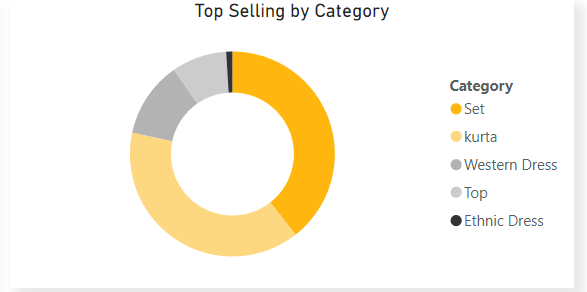 Top Selling by Category
Category
Set
kurta
Western Dress
Top
Ethnic Dress